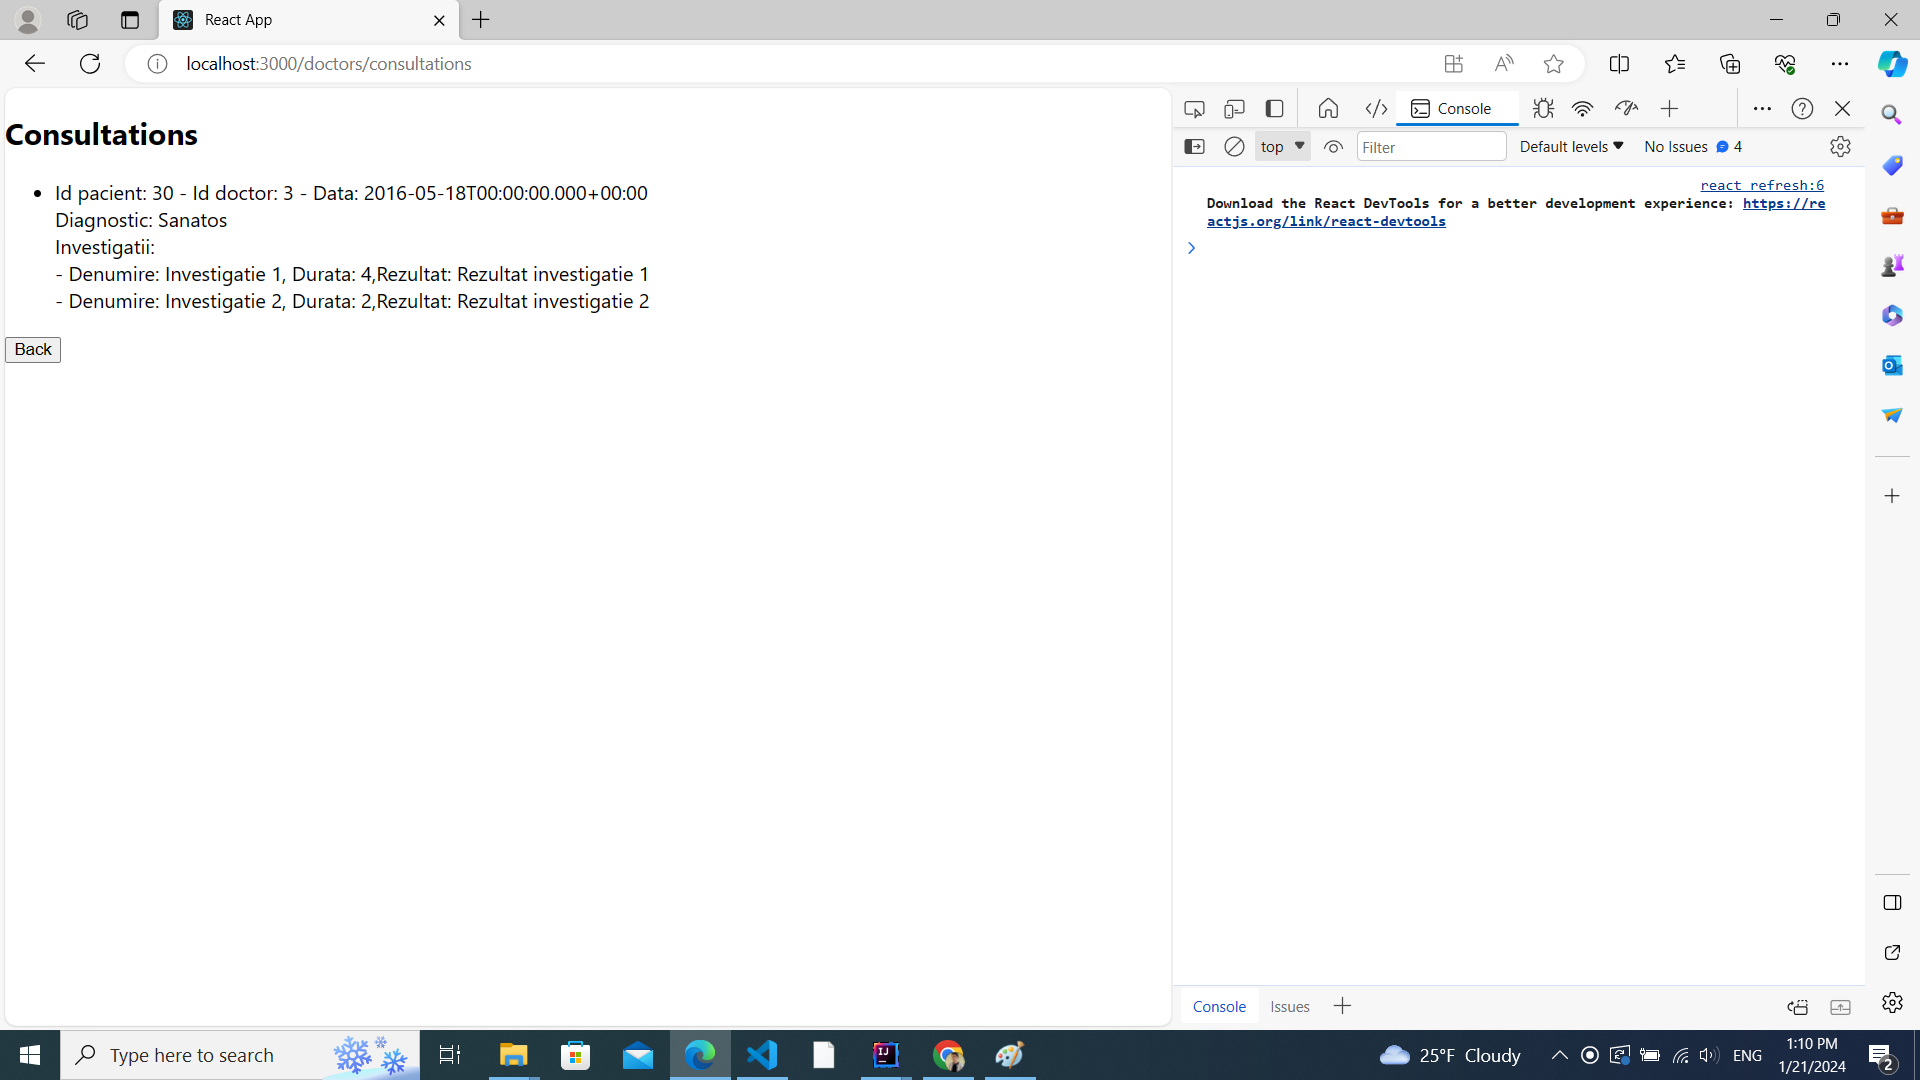 React App
localhost:3000/doctors/consultations
Consultations
• Id pacient: 30 - Id doctor: 3 - Data: 2016-05-18T00:00:00.000+00:00
Diagnostic: Sanatos
Investigatii:
- Denumire: Investigatie 1, Durata: 4,Rezultat: Rezultat investigatie 1
- Denumire: Investigatie 2, Durata: 2,Rezultat: Rezultat investigatie 2
Back
Console
top
Filter
Default levels
No Issues 4
react refresh:6
Download the React DevTools for a better development experience: https://re
actjs.org/link/react-devtools
Console
Issues
Type here to search
25°F Cloudy
ENG
1:10 PM
1/21/2024
2